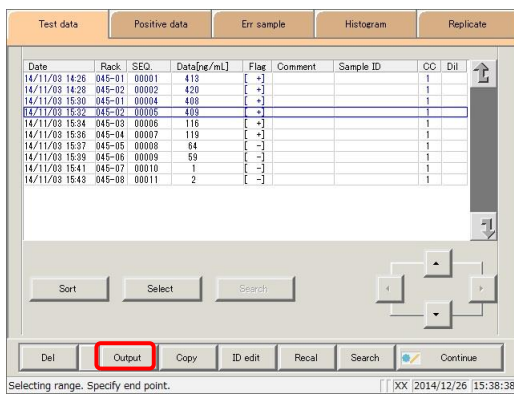 Test data Positive data Err sample Histogram Replicate
Date Rack SEQ. Data[ng/mL] Flag Comment Sample ID CC Dil
14/11/03 14:26 045-01 00001 413 [ +] 1
14/11/03 14:28 045-02 00002 420 [ +] 1
14/11/03 15:30 045-01 00004 408 [ +] 1
14/11/03 15:32 045-02 00005 409 [ +] 1
14/11/03 15:34 045-03 00006 116 [ +] 1
14/11/03 15:36 045-04 00007 119 [ +] 1
14/11/03 15:37 045-05 00008 64 [ -] 1
14/11/03 15:39 045-06 00009 59 [ -] 1
14/11/03 15:41 045-07 00010 1 [ -] 1
14/11/03 15:43 045-08 00011 2 [ -] 1
Sort Select Search
Del Output Copy ID edit Recal Search Continue
Selecting range. Specify end point. XX 2014/12/26 15:38:38